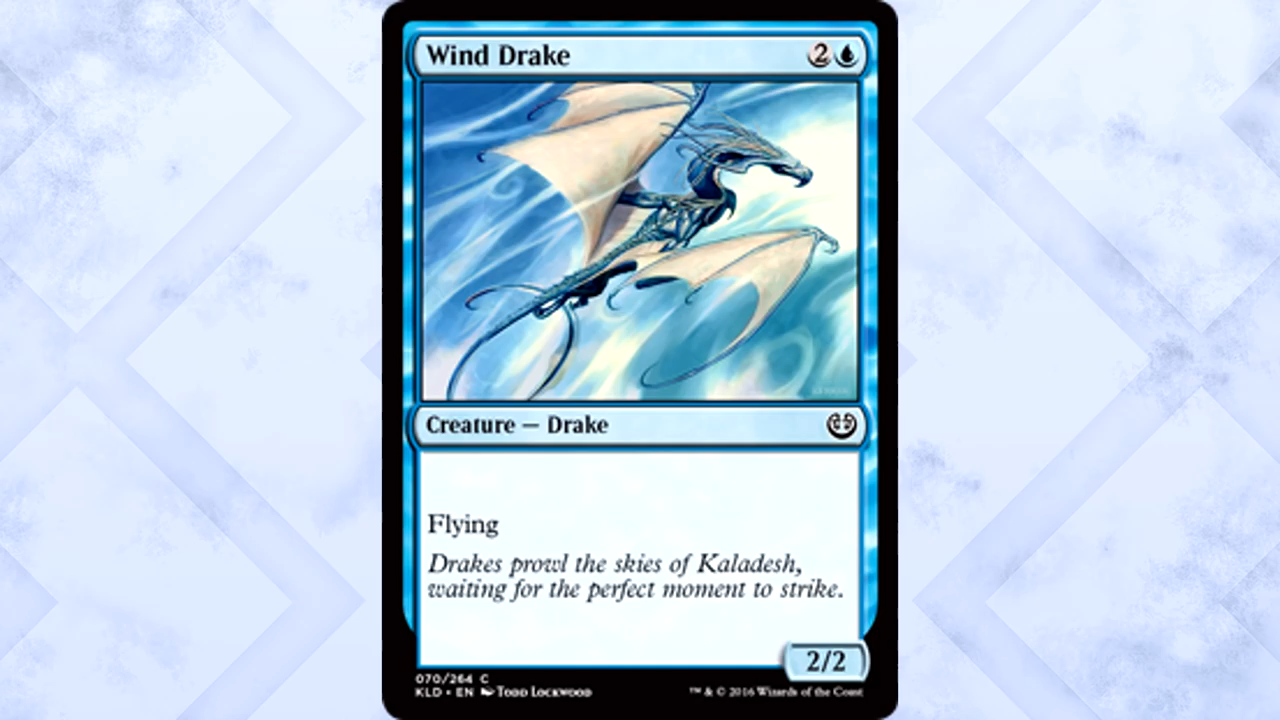 Wind Drake 2
Creature — Drake
Flying
Drakes prowl the skies of Kaladesh,
waiting for the perfect moment to strike.
2/2
070/264 C
KLD • EN Todd Lockwood
™ & © 2016 Wizards of the Coast